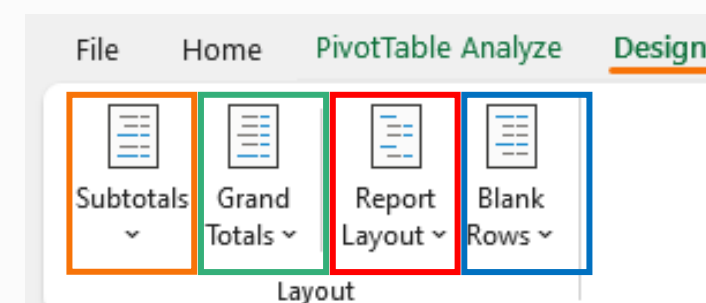 File Home PivotTable Analyze Design
Subtotals Grand Totals Report Layout Blank Rows
Layout